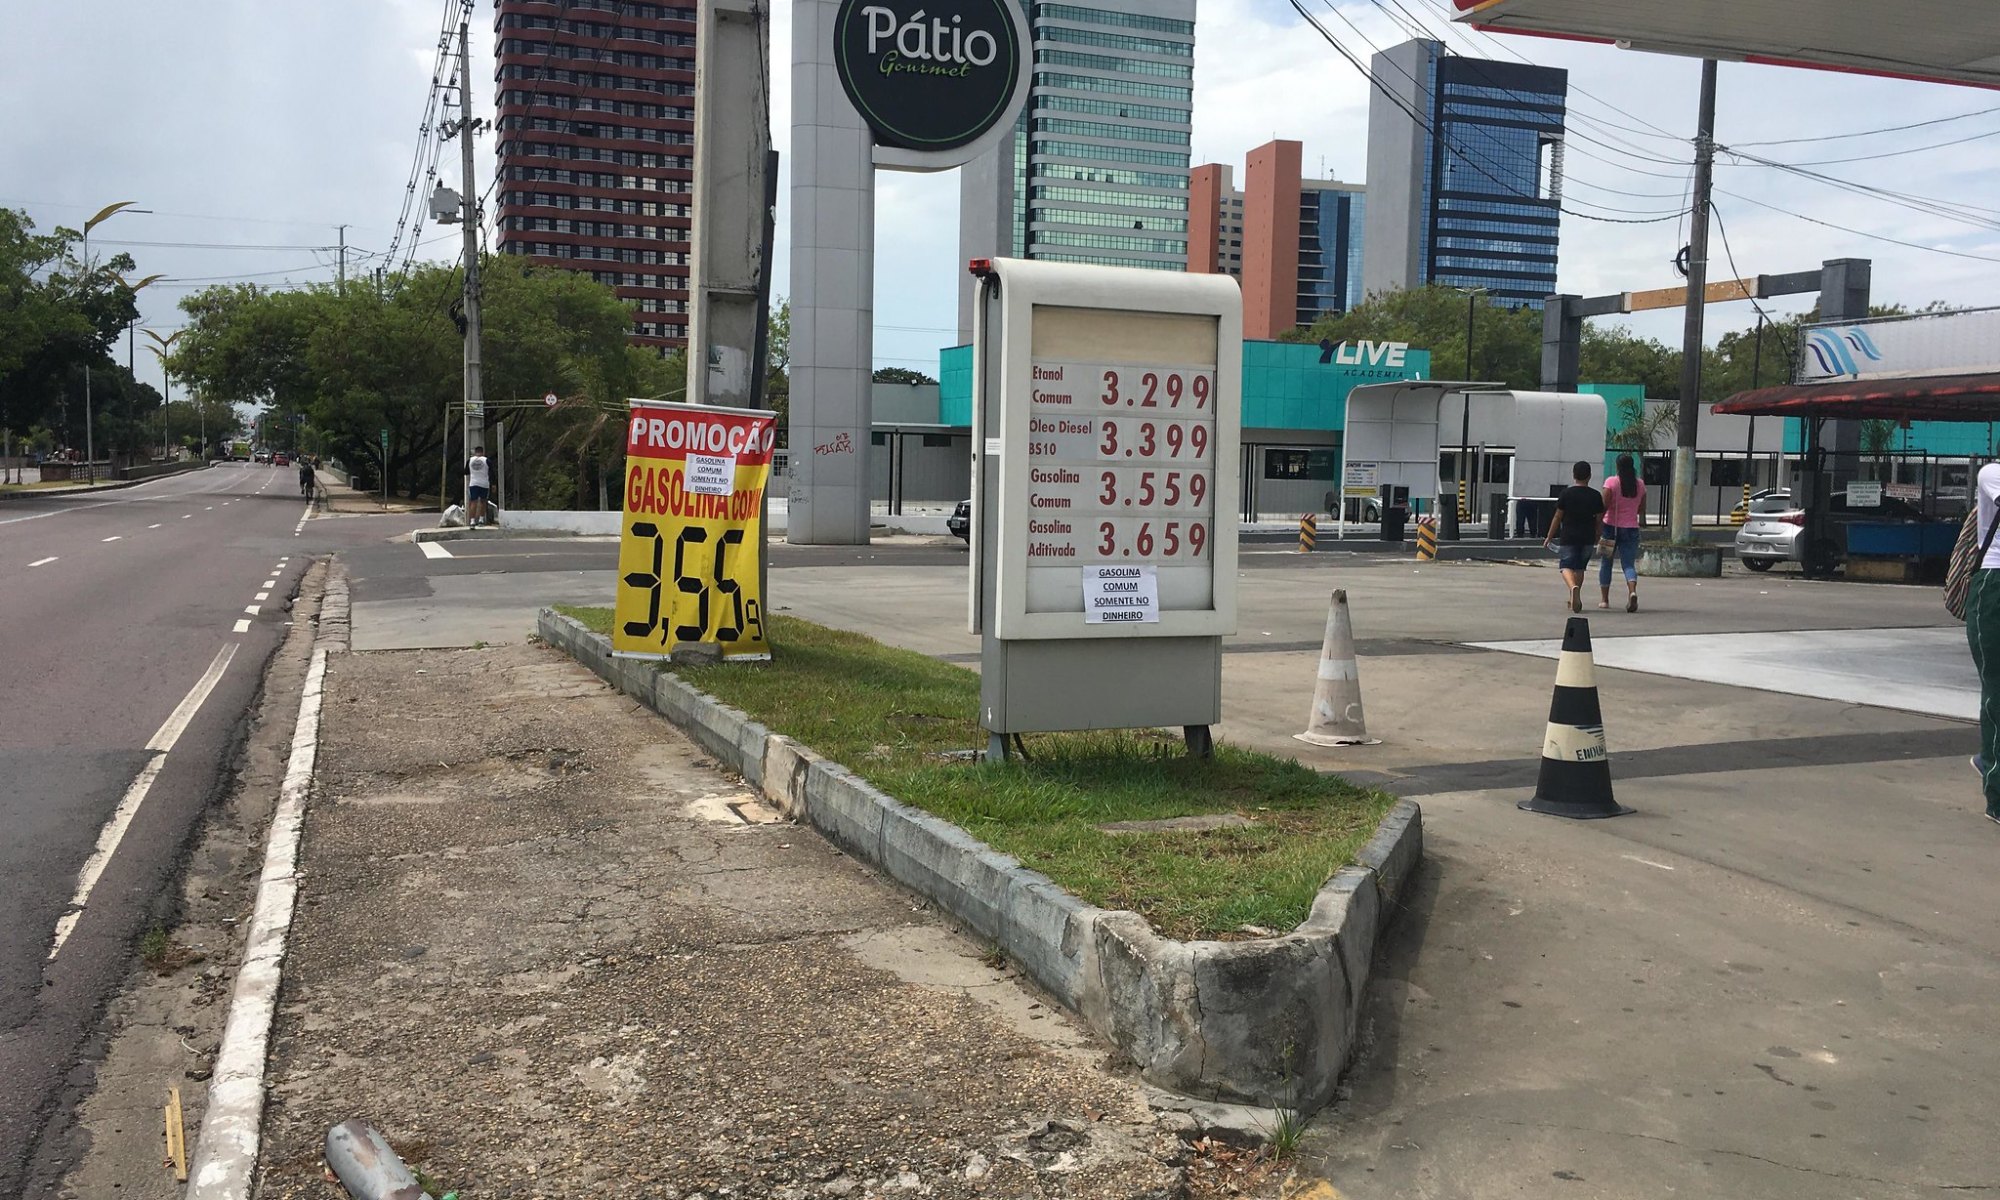 Pátio
Gourmet
LIVE
ACADEMIA
PROMOÇÃO
GASOLINA
COMUM
SOMENTE NO
DINHEIRO
GASOLINA COMUM
3,559
Etanol
Comum 3.299
Óleo Diesel
BS10 3.399
Gasolina
Comum 3.559
Gasolina
Aditivada 3.659
GASOLINA
COMUM
SOMENTE NO
DINHEIRO